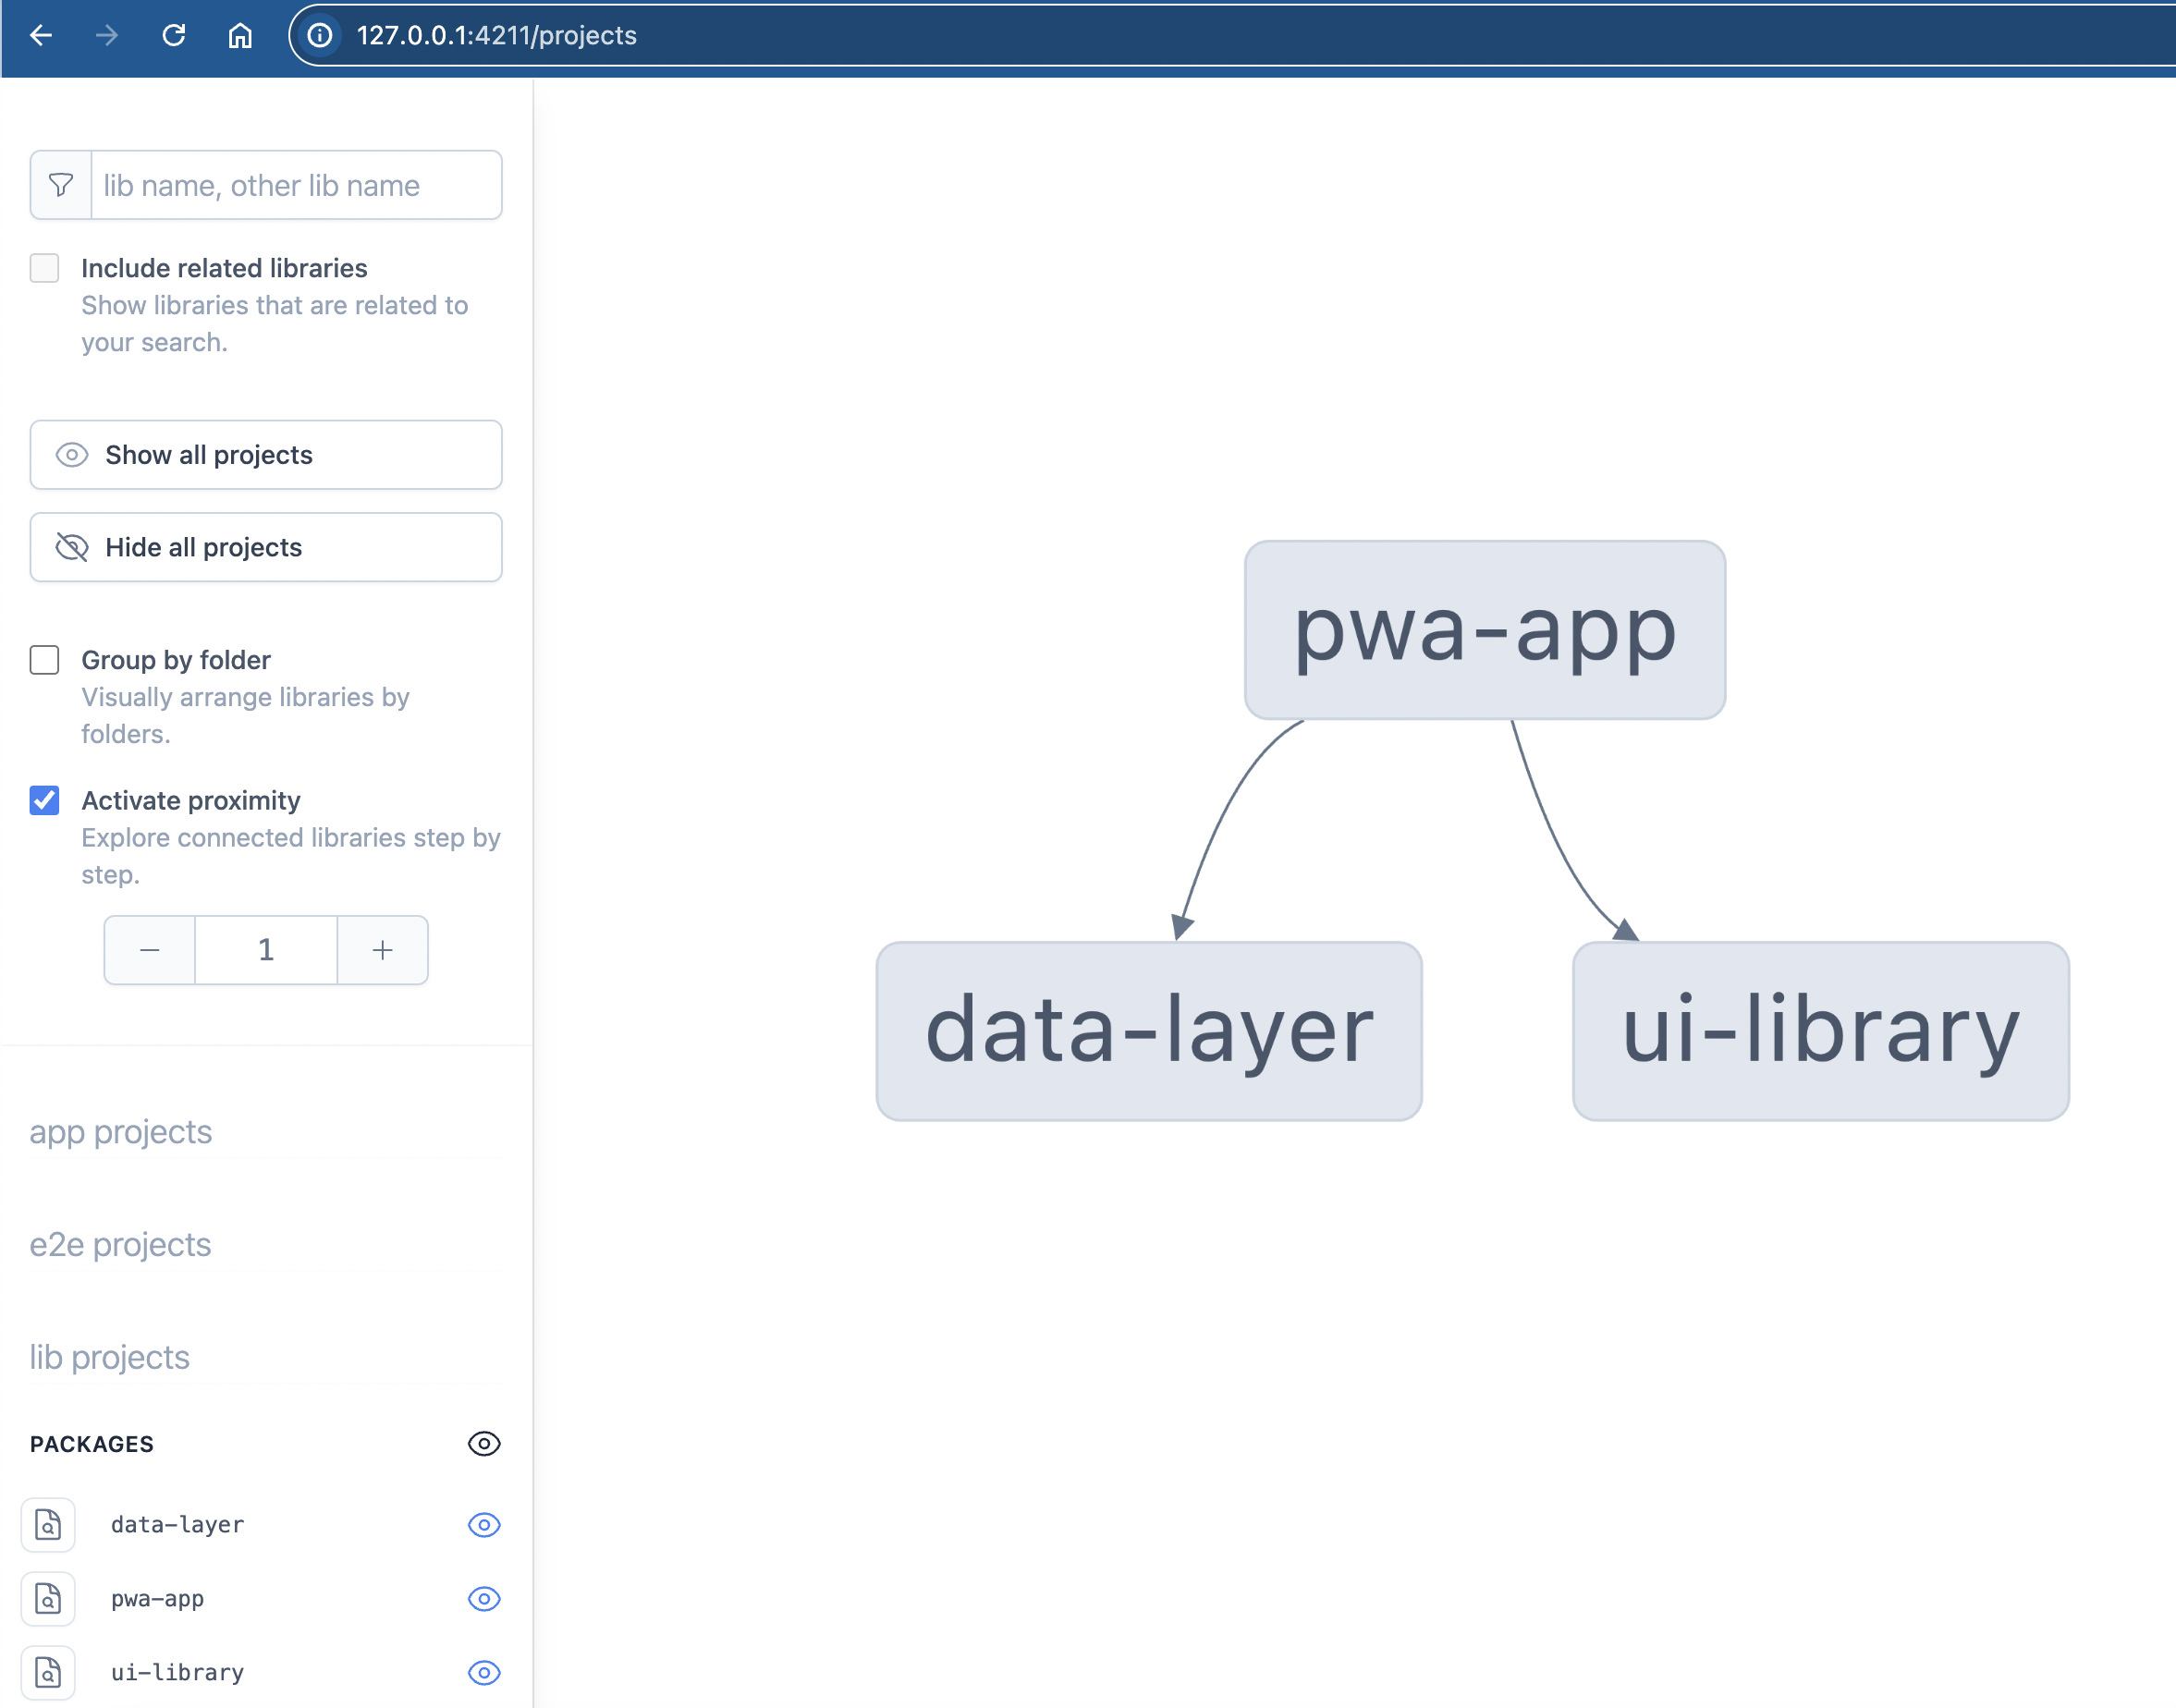 127.0.0.1:4211/projects
lib name, other lib name
Include related libraries
Show libraries that are related to
your search.
Show all projects
Hide all projects
Group by folder
Visually arrange libraries by
folders.
Activate proximity
Explore connected libraries step by
step.
1
app projects
e2e projects
lib projects
PACKAGES
data-layer
pwa-app
ui-library
pwa-app
data-layer
ui-library